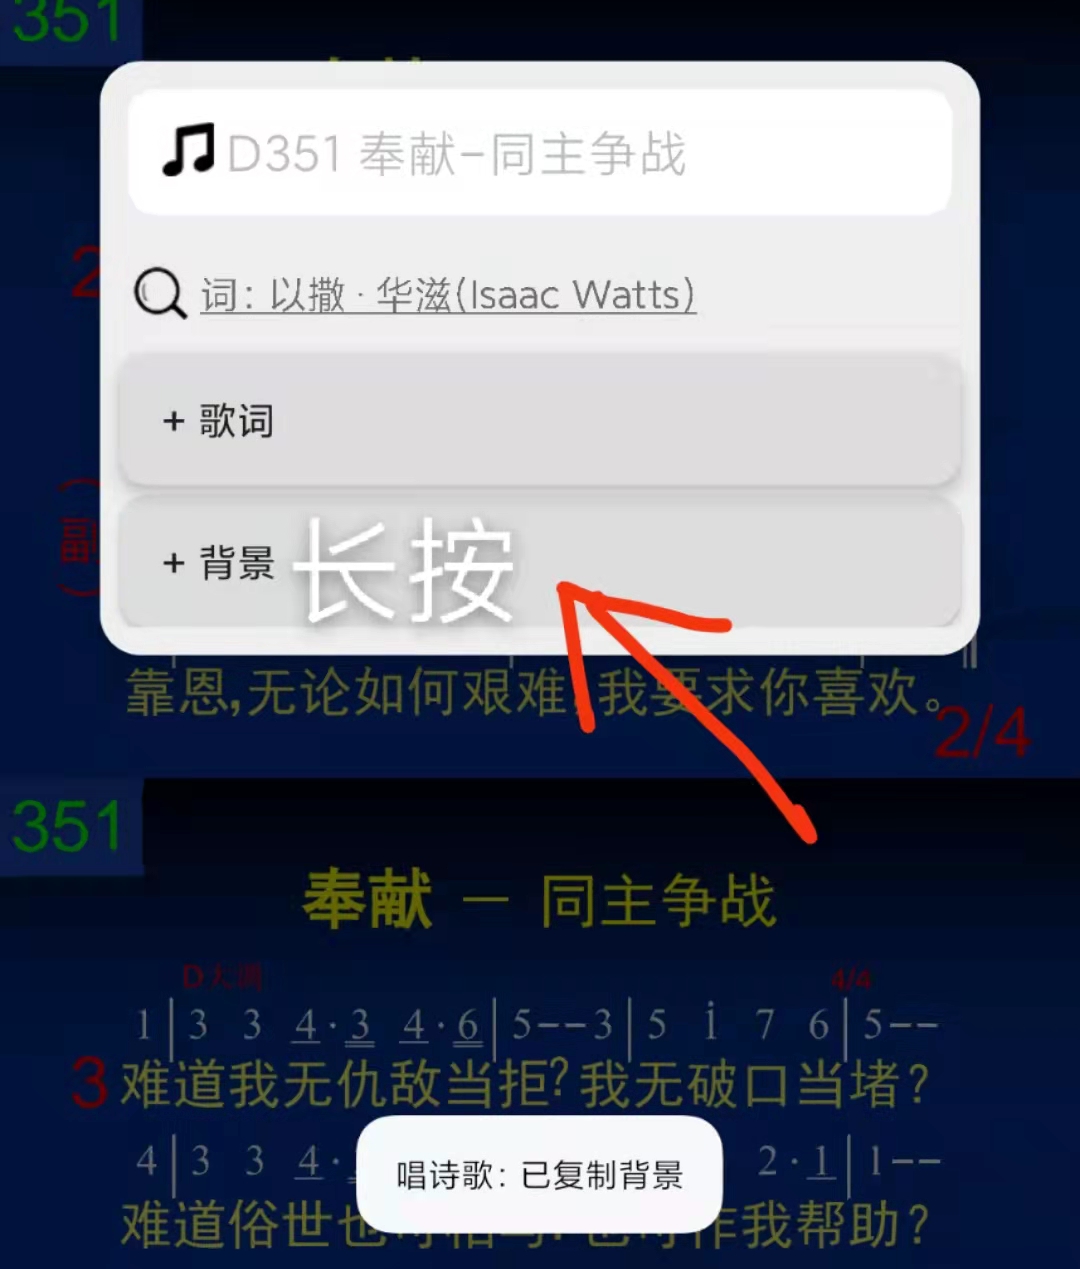 351
D351 奉献-同主争战
2
词: 以撒 · 华滋(Isaac Watts)
+ 歌词
副
+ 背景
长按
靠恩,无论如何艰难,我要求你喜欢。
2/4
351
奉献 — 同主争战
D大调
4/4
1|3 3 4·3 4·6|5--3|5 i 7 6|5--
3 难道我无仇敌当拒?我无破口当堵?
4|3 3 4· 2·1|1--
唱诗歌: 已复制背景
难道俗世也 作我帮助?